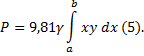 P = 9,81γ ∫_a^b xy dx (5).